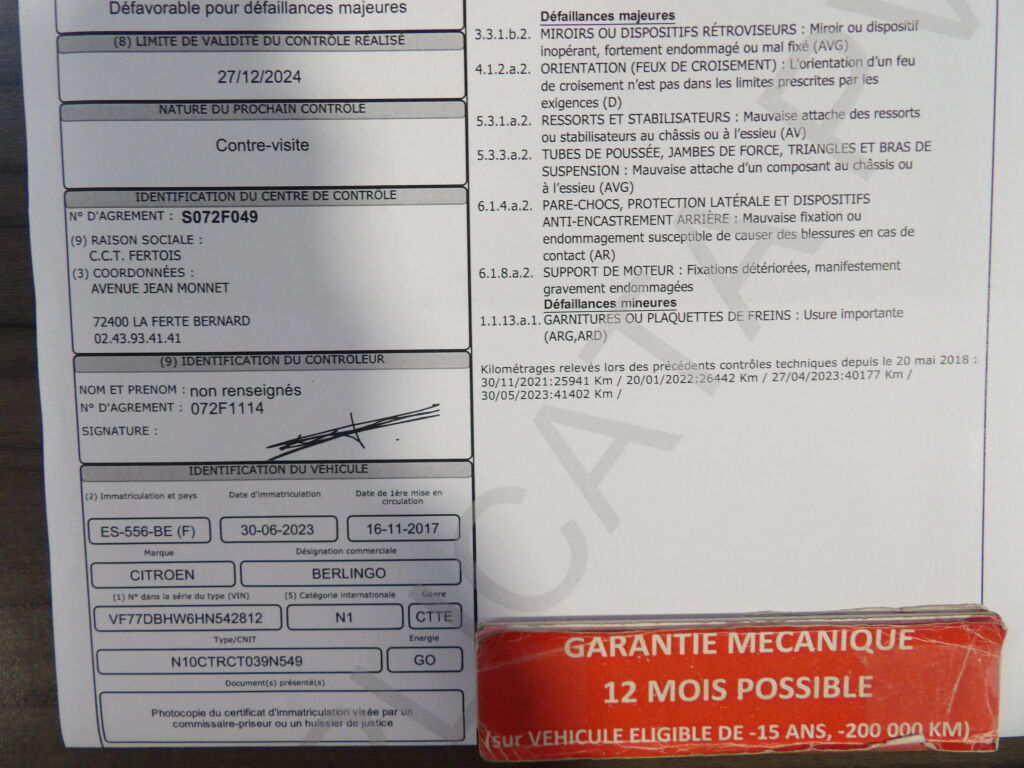 Défavorable pour défaillances majeures
(8) LIMITE DE VALIDITÉ DU CONTRÔLE RÉALISÉ
27/12/2024
NATURE DU PROCHAIN CONTRÔLE
Contre-visite
IDENTIFICATION DU CENTRE DE CONTRÔLE
N° D'AGREMENT : S072F049
(9) RAISON SOCIALE :
C.C.T. FERTOIS
(3) COORDONNÉES :
AVENUE JEAN MONNET
72400 LA FERTE BERNARD
02.43.93.41.41
(9) IDENTIFICATION DU CONTRÔLEUR
NOM ET PRENOM : non renseignés
N° D'AGREMENT : 072F1114
SIGNATURE :
IDENTIFICATION DU VÉHICULE
(2) Immatriculation et pays Date d'immatriculation Date de 1ère mise en
circulation
ES-556-BE (F) 30-06-2023 16-11-2017
Marque Désignation commerciale
CITROEN BERLINGO
(1) N° dans la série du type (VIN) (5) Catégorie Internationale Genre
VF77DBHW6HN542812 N1 CTTE
Type/CNIT Energie
N10CTRCT039N549 GO
Document(s) présenté(s)
Photocopie du certificat d'immatriculation visée par un
commissaire-priseur ou un huissier de justice
Défaillances majeures
3.3.1.b.2. MIROIRS OU DISPOSITIFS RÉTROVISEURS : Miroir ou dispositif
inopérant, fortement endommagé ou mal fixé (AVG)
4.1.2.a.2. ORIENTATION (FEUX DE CROISEMENT) : L'orientation d'un feu
de croisement n'est pas dans les limites prescrites par les
exigences (D)
5.3.1.a.2. RESSORTS ET STABILISATEURS : Mauvaise attache des ressorts
ou stabilisateurs au châssis ou à l'essieu (AV)
5.3.3.a.2. TUBES DE POUSSÉE, JAMBES DE FORCE, TRIANGLES ET BRAS DE
SUSPENSION : Mauvaise attache d'un composant au châssis ou
à l'essieu (AVG)
6.1.4.a.2. PARE-CHOCS, PROTECTION LATÉRALE ET DISPOSITIFS
ANTI-ENCASTREMENT ARRIÈRE : Mauvaise fixation ou
endommagement susceptible de causer des blessures en cas de
contact (AR)
6.1.8.a.2. SUPPORT DE MOTEUR : Fixations détériorées, manifestement
gravement endommagées
Défaillances mineures
1.1.13.a.1. GARNITURES OU PLAQUETTES DE FREINS : Usure importante
(ARG,ARD)
Kilométrages relevés lors des précédents contrôles techniques depuis le 20 mai 2018 :
30/11/2021:25941 Km / 20/01/2022:26442 Km / 27/04/2023:40177 Km /
30/05/2023:41402 Km /
GARANTIE MECANIQUE
12 MOIS POSSIBLE
(sur VEHICULE ELIGIBLE DE -15 ANS, -200 000 KM)